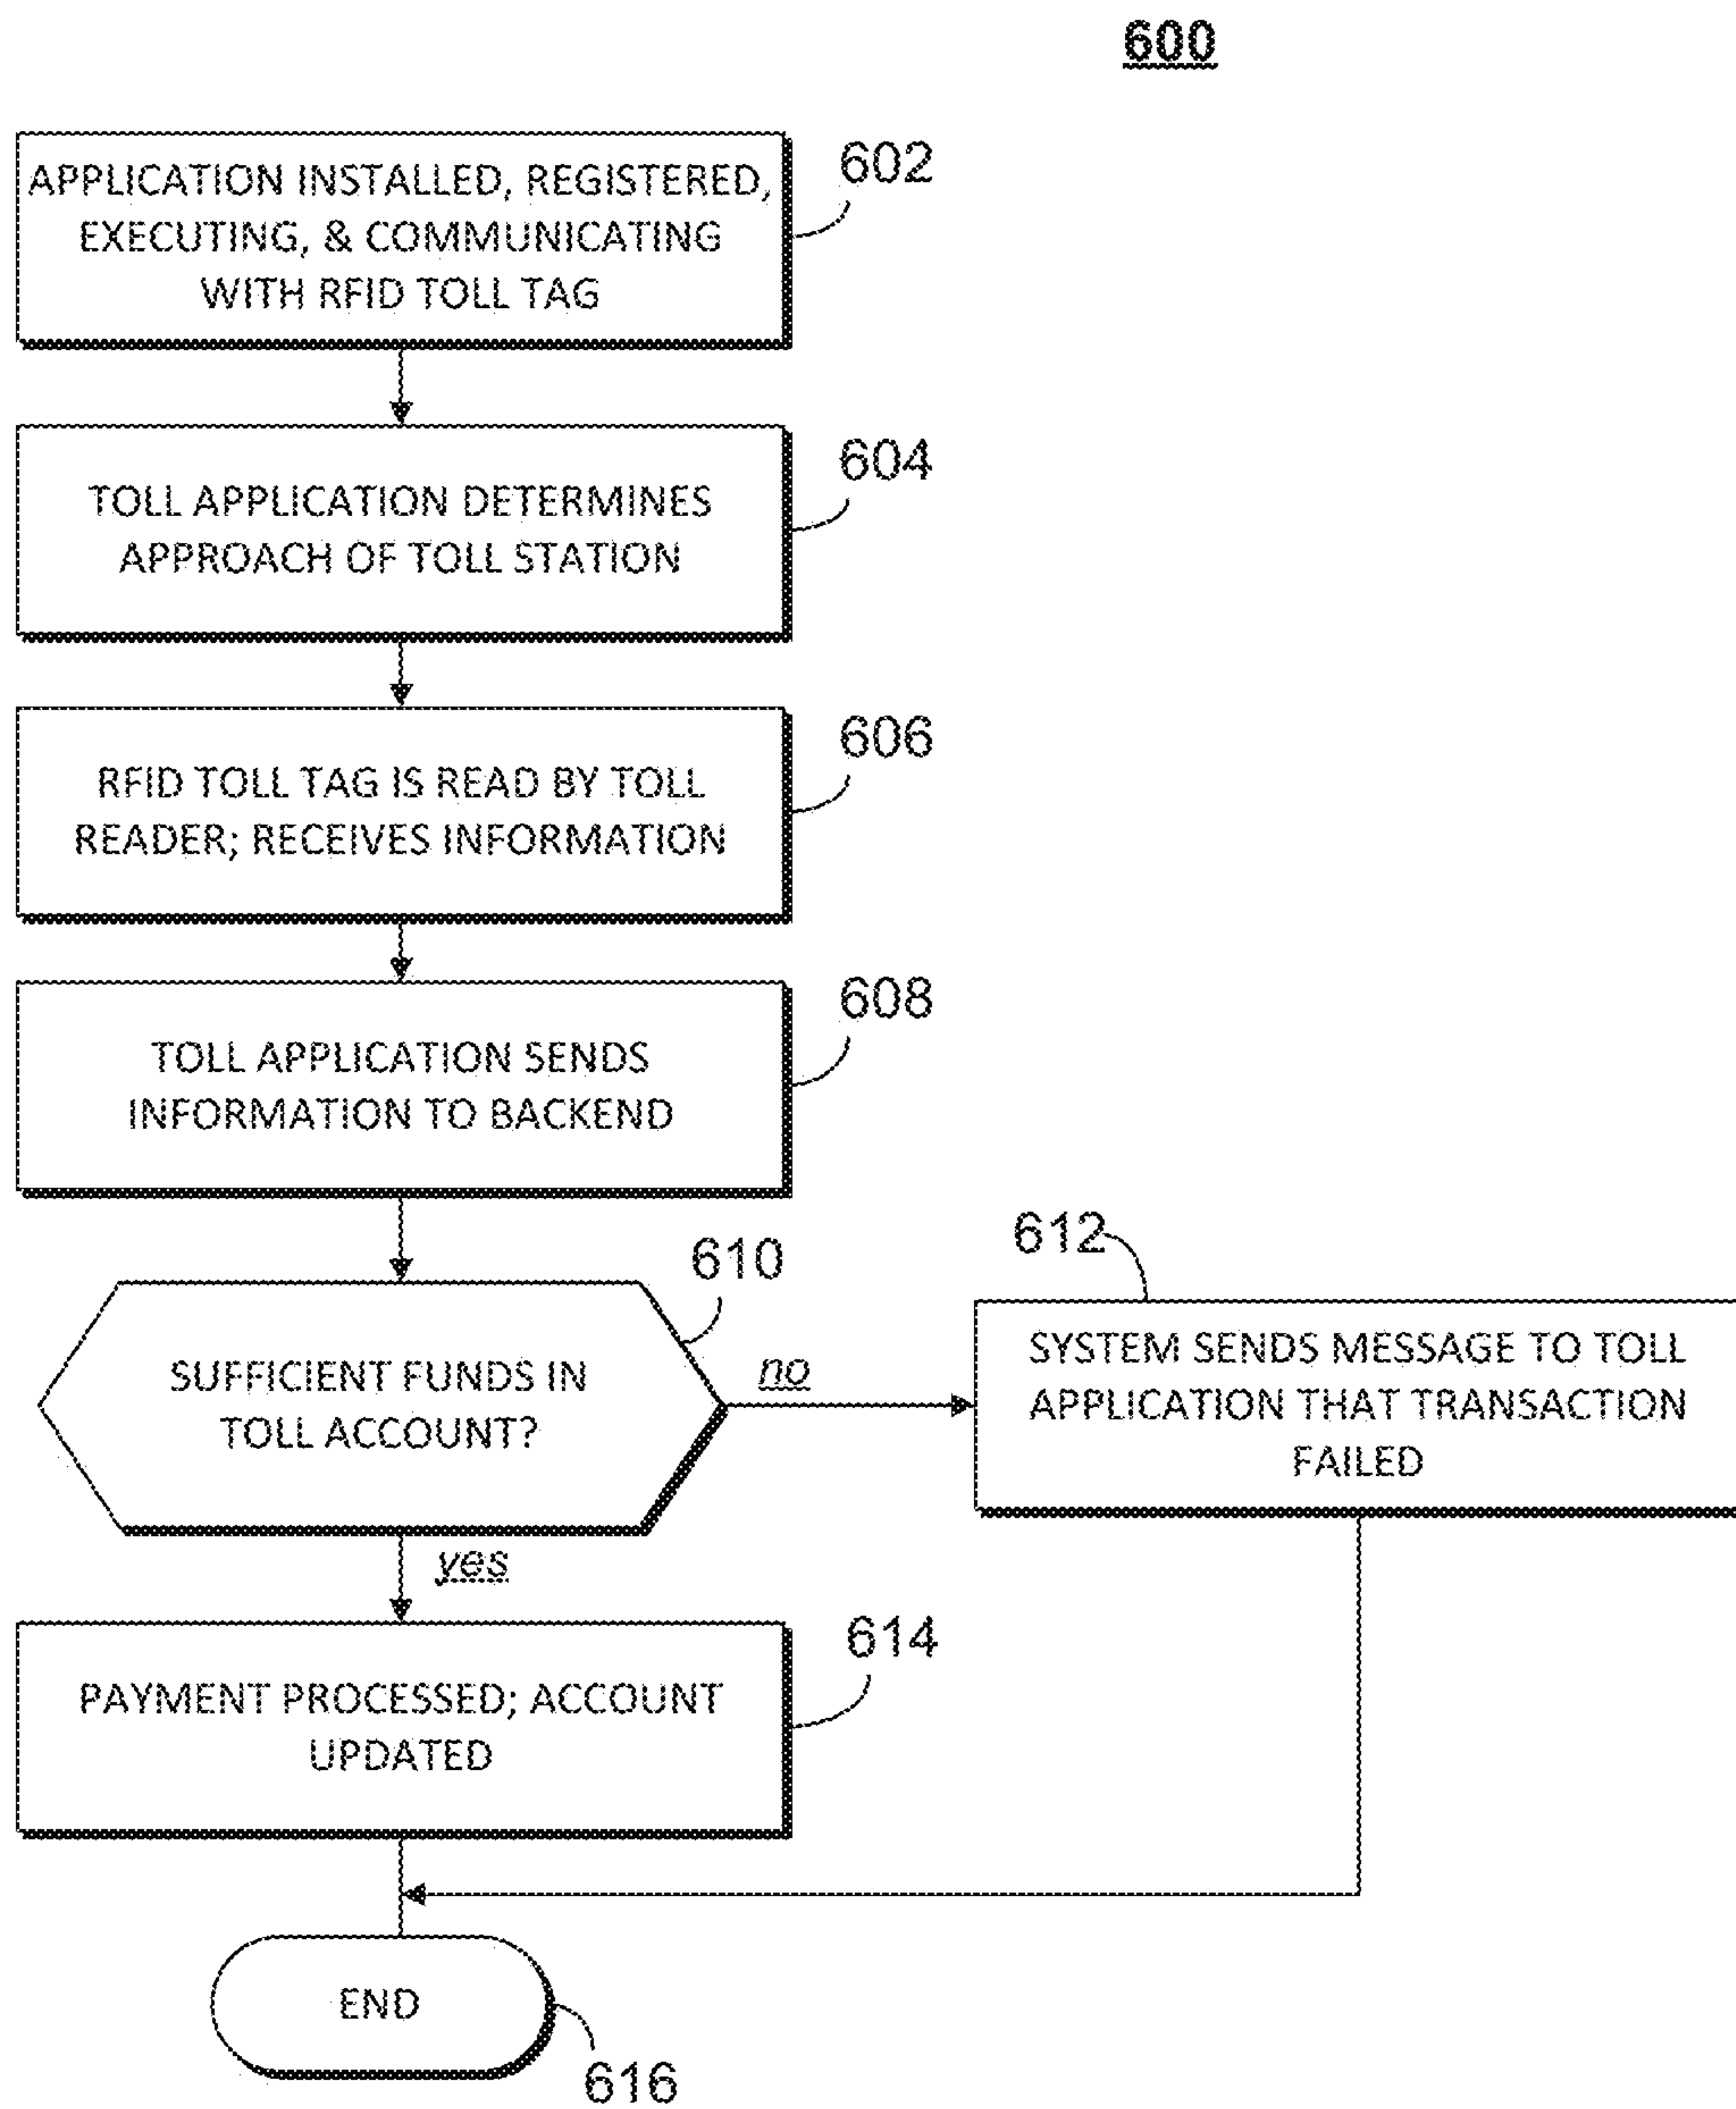 600
APPLICATION INSTALLED, REGISTERED,
EXECUTING, & COMMUNICATING
WITH RFID TOLL TAG
602
TOLL APPLICATION DETERMINES
APPROACH OF TOLL STATION
604
RFID TOLL TAG IS READ BY TOLL
READER; RECEIVES INFORMATION
606
TOLL APPLICATION SENDS
INFORMATION TO BACKEND
608
SUFFICIENT FUNDS IN
TOLL ACCOUNT?
610
no
612
SYSTEM SENDS MESSAGE TO TOLL
APPLICATION THAT TRANSACTION
FAILED
yes
PAYMENT PROCESSED; ACCOUNT
UPDATED
614
END
616